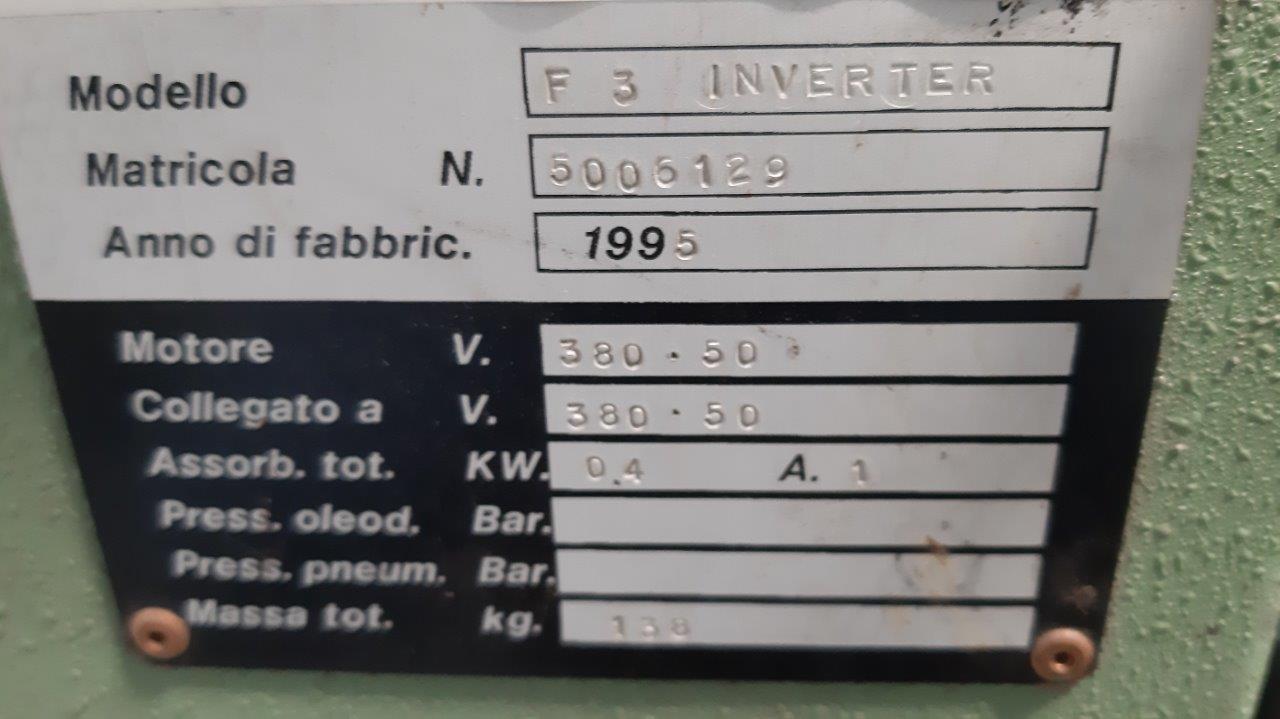 Modello F 3 INVERTER
Matricola N. 5006129
Anno di fabbric. 1995
Motore V. 380·50
Collegato a V. 380·50
Assorb. tot. KW. 0.4 A. 1
Press. oleod. Bar.
Press. pneum. Bar.
Massa tot. kg. 138